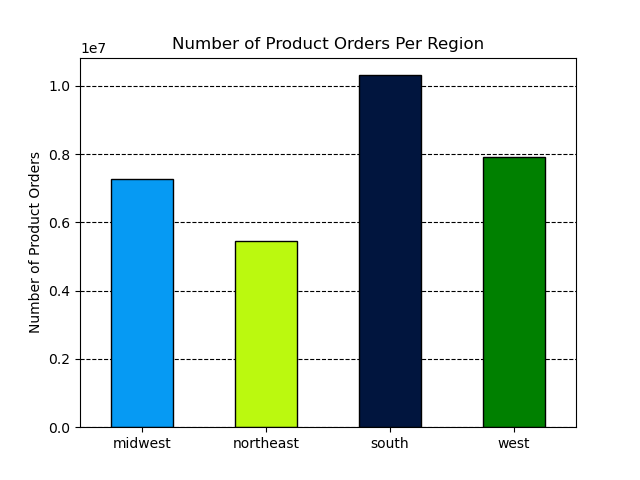 Number of Product Orders Per Region
1e7
Number of Product Orders
1.0
0.8
0.6
0.4
0.2
0.0
midwest northeast south west